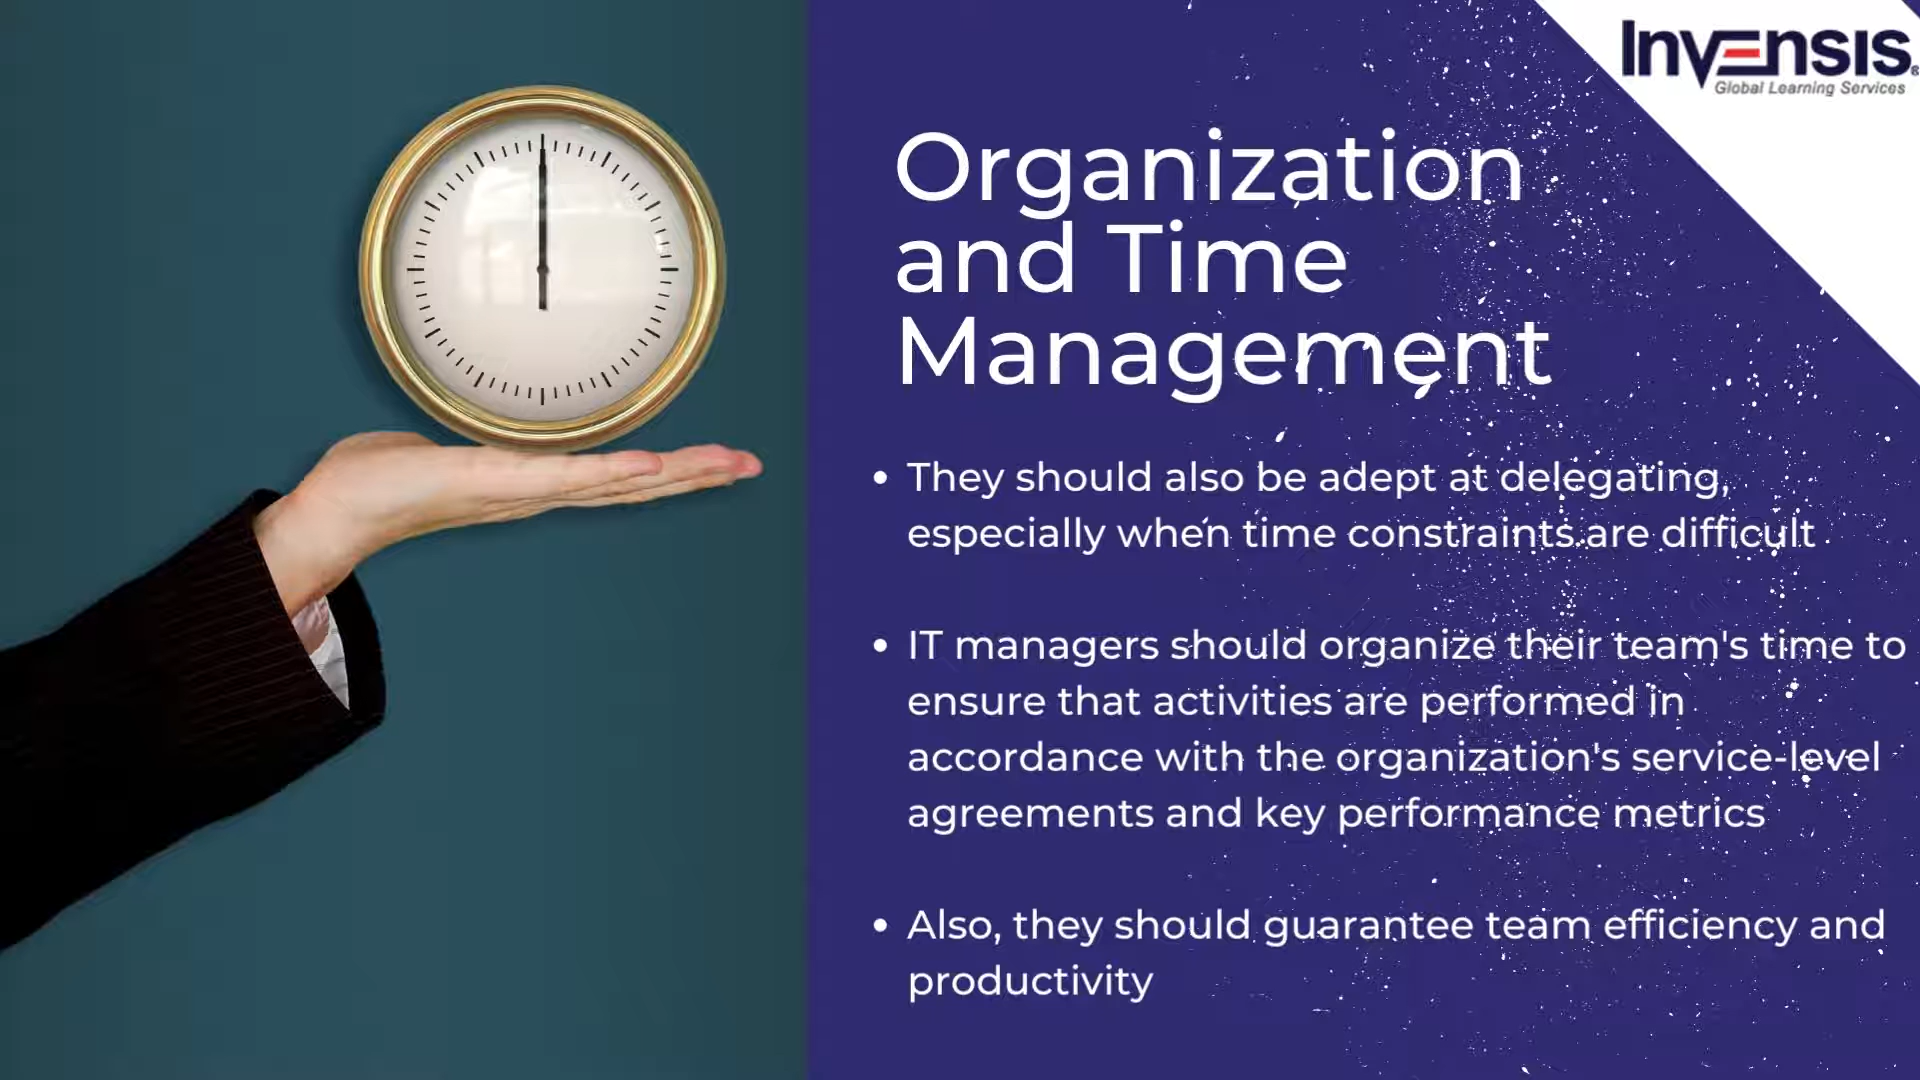 Invensis®
Global Learning Services
Organization
and Time
Management
• They should also be adept at delegating,
especially when time constraints are difficult
• IT managers should organize their team's time to
ensure that activities are performed in
accordance with the organization's service-level
agreements and key performance metrics
• Also, they should guarantee team efficiency and
productivity